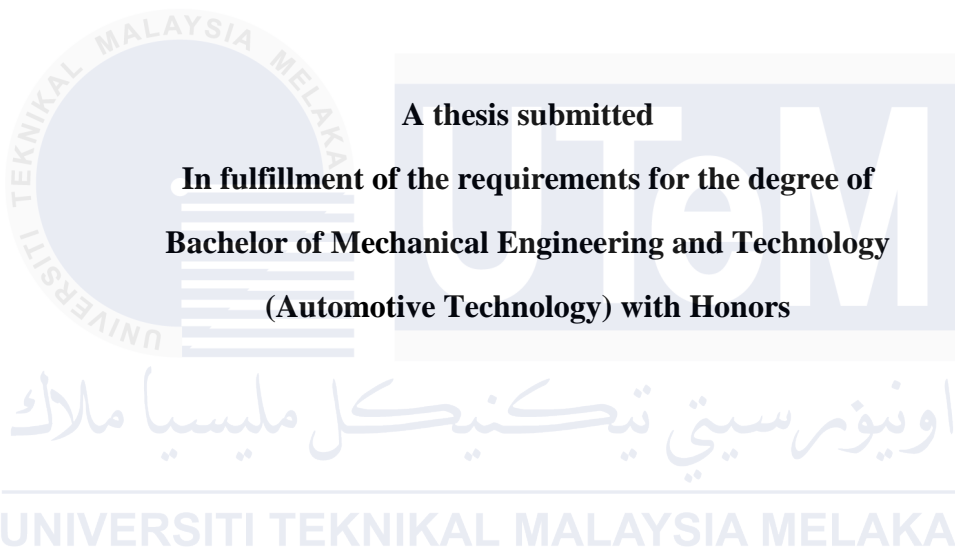 UNIVERSITI TEKNIKAL MALAYSIA MELAKA
UTeM
A thesis submitted
In fulfillment of the requirements for the degree of
Bachelor of Mechanical Engineering and Technology
(Automotive Technology) with Honors
اونيۏرسيتي تيكنيكل مليسيا ملاك
UNIVERSITI TEKNIKAL MALAYSIA MELAKA